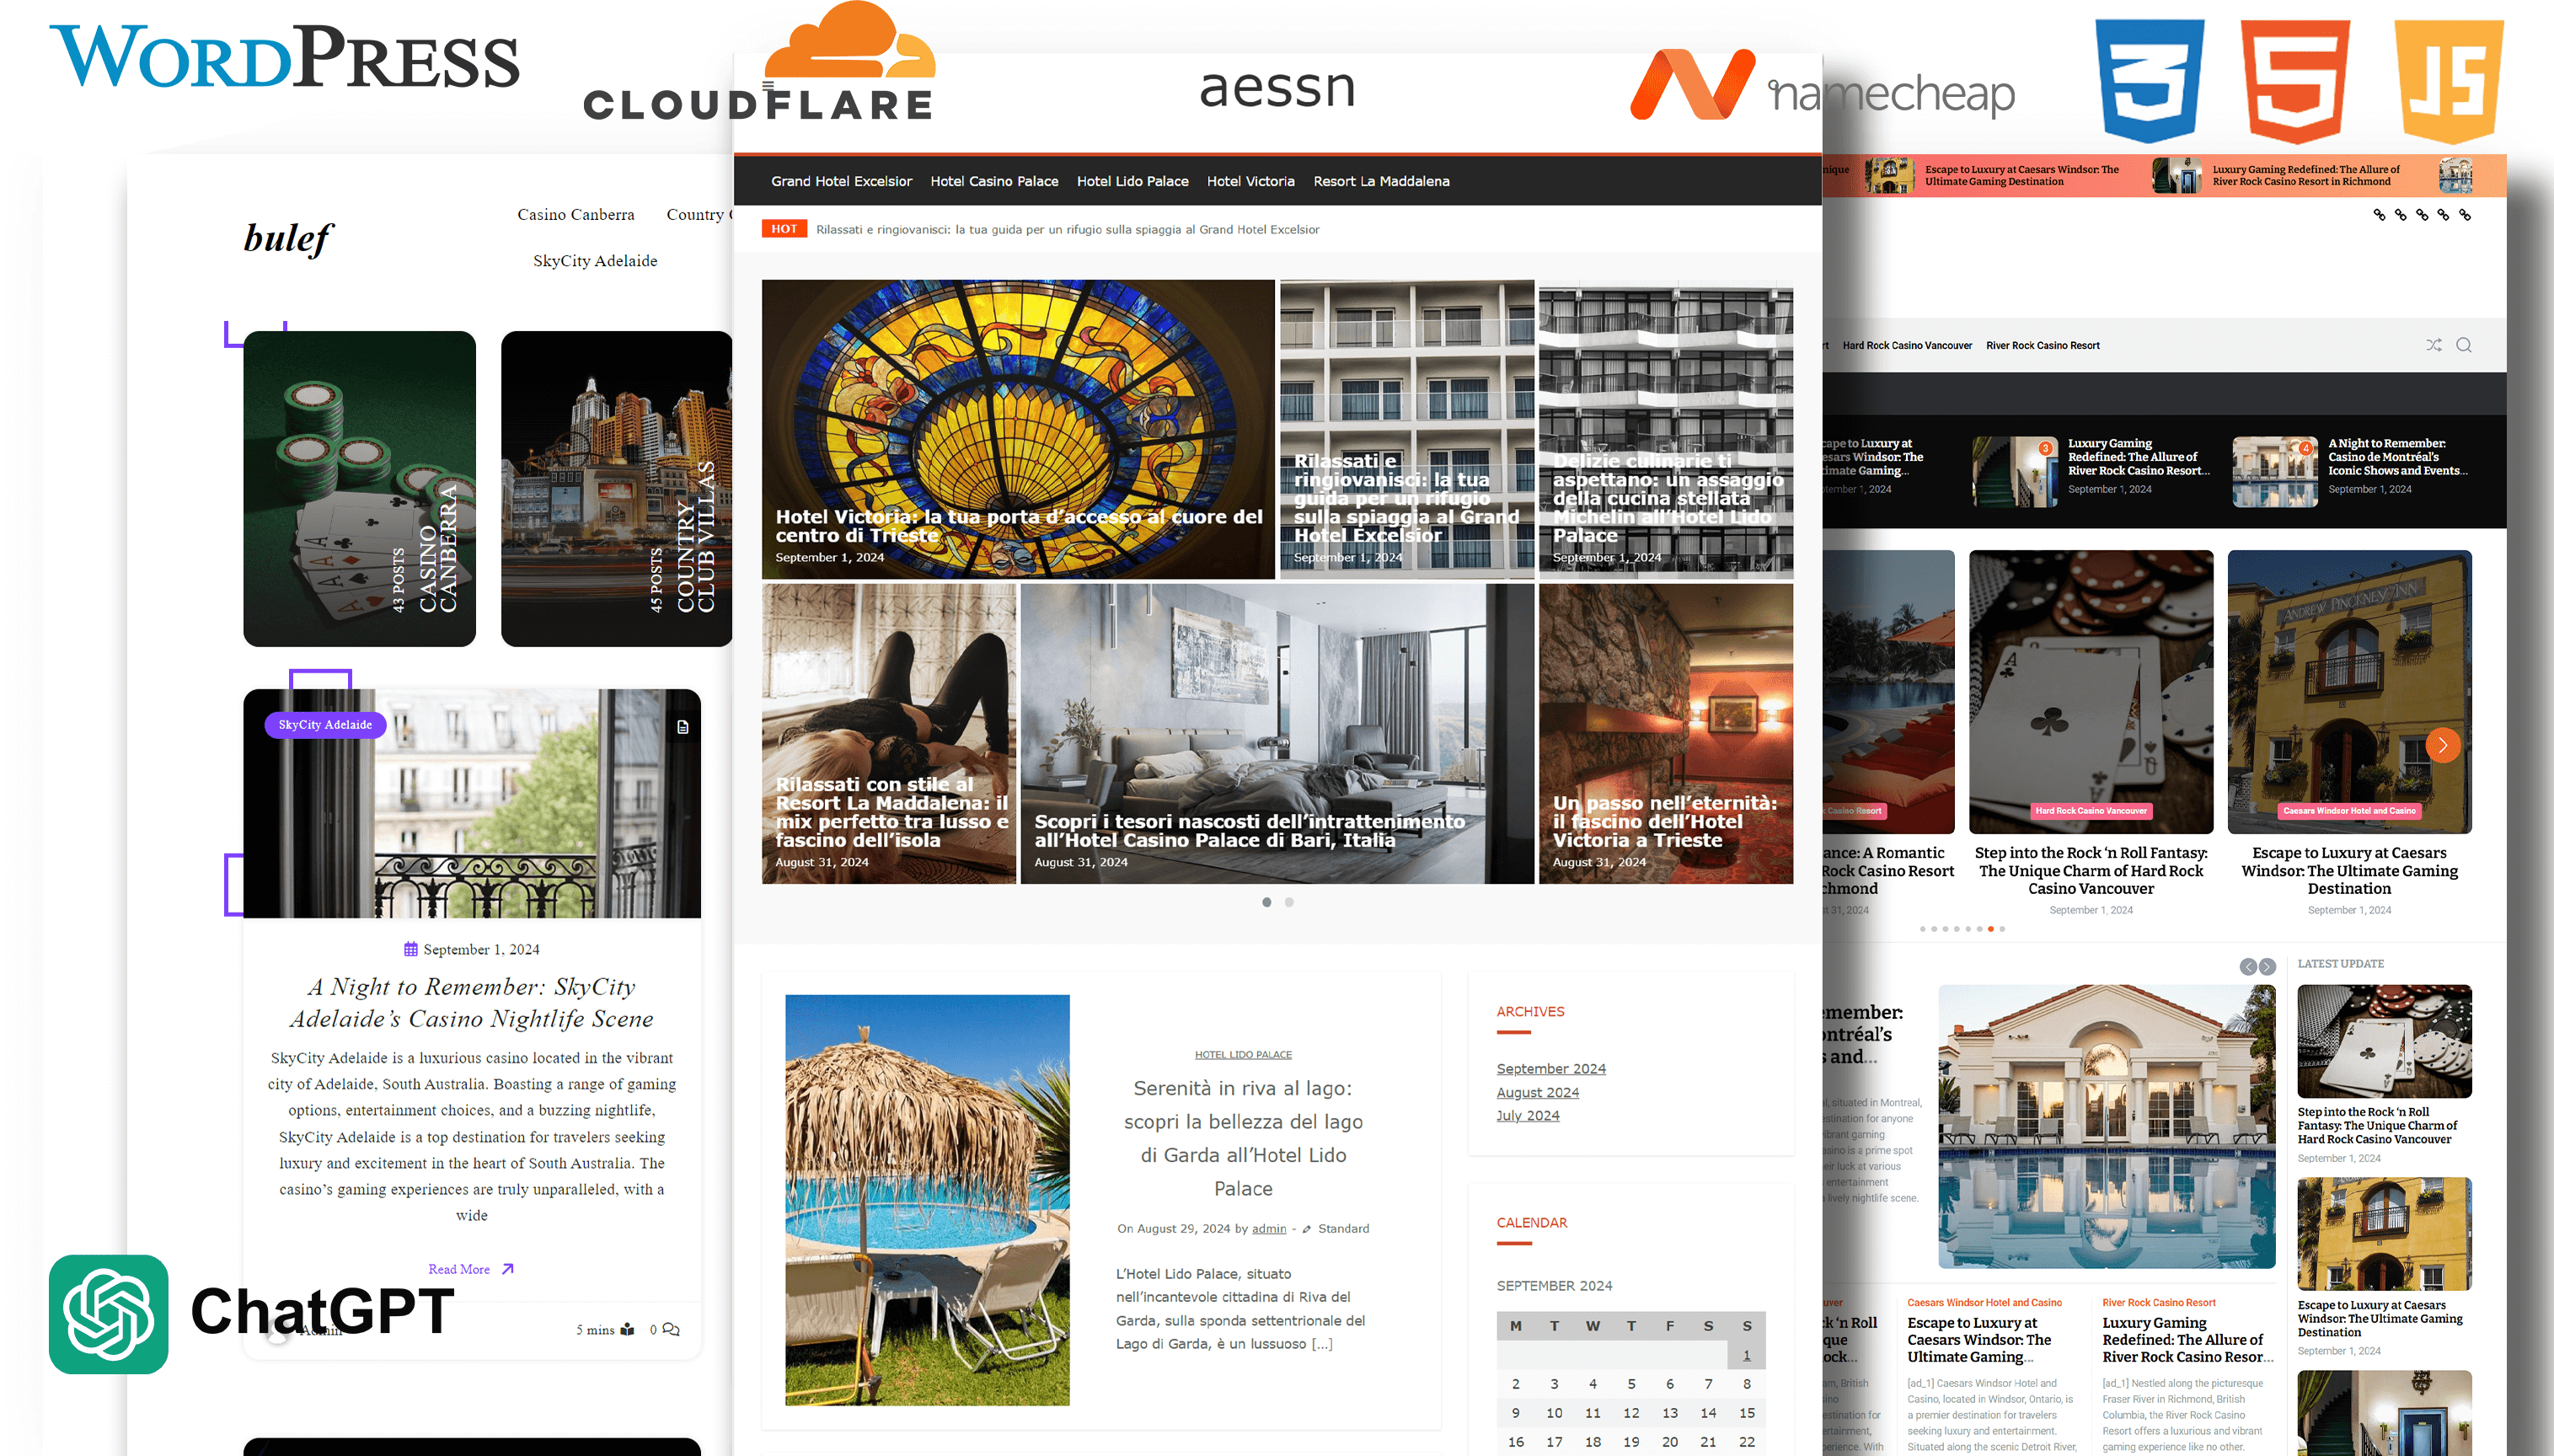 WORDPRESS
CLOUDFLARE
aessn
namecheap
3
5
JS
bulef
Casino Canberra
Country
SkyCity Adelaide
43 POSTS
CASINO
CANBERRA
45 POSTS
COUNTRY
CLUB VILLAS
SkyCity Adelaide
September 1, 2024
A Night to Remember: SkyCity
Adelaide’s Casino Nightlife Scene
SkyCity Adelaide is a luxurious casino located in the vibrant
city of Adelaide, South Australia. Boasting a range of gaming
options, entertainment choices, and a buzzing nightlife,
SkyCity Adelaide is a top destination for travelers seeking
luxury and excitement in the heart of South Australia. The
casino’s gaming experiences are truly unparalleled, with a
wide
Read More
Admin
5 mins
0
ChatGPT
Grand Hotel Excelsior
Hotel Casino Palace
Hotel Lido Palace
Hotel Victoria
Resort La Maddalena
HOT
Rilassati e ringiovanisci: la tua guida per un rifugio sulla spiaggia al Grand Hotel Excelsior
Hotel Victoria: la tua porta d’accesso al cuore del
centro di Trieste
September 1, 2024
Rilassati e
ringiovanisci: la tua
guida per un rifugio
sulla spiaggia al Grand
Hotel Excelsior
September 1, 2024
Delizie culinarie ti
aspettano: un assaggio
della cucina stellata
Michelin all’Hotel Lido
Palace
September 1, 2024
Rilassati con stile al
Resort La Maddalena: il
mix perfetto tra lusso e
fascino dell’isola
August 31, 2024
Scopri i tesori nascosti dell’intrattenimento
all’Hotel Casino Palace di Bari, Italia
August 31, 2024
Un passo nell’eternità:
il fascino dell’Hotel
Victoria a Trieste
August 31, 2024
HOTEL LIDO PALACE
Serenità in riva al lago:
scopri la bellezza del lago
di Garda all’Hotel Lido
Palace
On August 29, 2024 by admin - Standard
L’Hotel Lido Palace, situato
nell’incantevole cittadina di Riva del
Garda, sulla sponda settentrionale del
Lago di Garda, è un lussuoso […]
ARCHIVES
September 2024
August 2024
July 2024
CALENDAR
SEPTEMBER 2024
M T W T F S S
1
2 3 4 5 6 7 8
9 10 11 12 13 14 15
16 17 18 19 20 21 22
nique
Escape to Luxury at Caesars Windsor: The
Ultimate Gaming Destination
Luxury Gaming Redefined: The Allure of
River Rock Casino Resort in Richmond
rt
Hard Rock Casino Vancouver
River Rock Casino Resort
cape to Luxury at
esars Windsor: The
timate Gaming...
tember 1, 2024
3
Luxury Gaming
Redefined: The Allure of
River Rock Casino Resort...
September 1, 2024
4
A Night to Remember:
Casino de Montréal’s
Iconic Shows and Events...
September 1, 2024
ANDREW PINCKNEY INN
k Casino Resort
Hard Rock Casino Vancouver
Caesars Windsor Hotel and Casino
ance: A Romantic
Rock Casino Resort
chmond
st 31, 2024
Step into the Rock ‘n Roll Fantasy:
The Unique Charm of Hard Rock
Casino Vancouver
September 1, 2024
Escape to Luxury at Caesars
Windsor: The Ultimate Gaming
Destination
September 1, 2024
emember:
ontréal’s
s and...
l, situated in Montreal,
estination for anyone
ibrant gaming
asino is a prime spot
eir luck at various
entertainment
a lively nightlife scene.
LATEST UPDATE
Step into the Rock ‘n Roll
Fantasy: The Unique Charm of
Hard Rock Casino Vancouver
September 1, 2024
Escape to Luxury at Caesars
Windsor: The Ultimate Gaming
Destination
September 1, 2024
uver
ck ‘n Roll
que
ock...
am, British
sino
estination for
ertainment,
perience. With
Caesars Windsor Hotel and Casino
Escape to Luxury at
Caesars Windsor: The
Ultimate Gaming...
[ad_1] Caesars Windsor Hotel and
Casino, located in Windsor, Ontario, is
a premier destination for travelers
seeking luxury and entertainment.
Situated along the scenic Detroit River,
River Rock Casino Resort
Luxury Gaming
Redefined: The Allure of
River Rock Casino Resor...
[ad_1] Nestled along the picturesque
Fraser River in Richmond, British
Columbia, the River Rock Casino
Resort offers a luxurious and vibrant
gaming experience like no other.